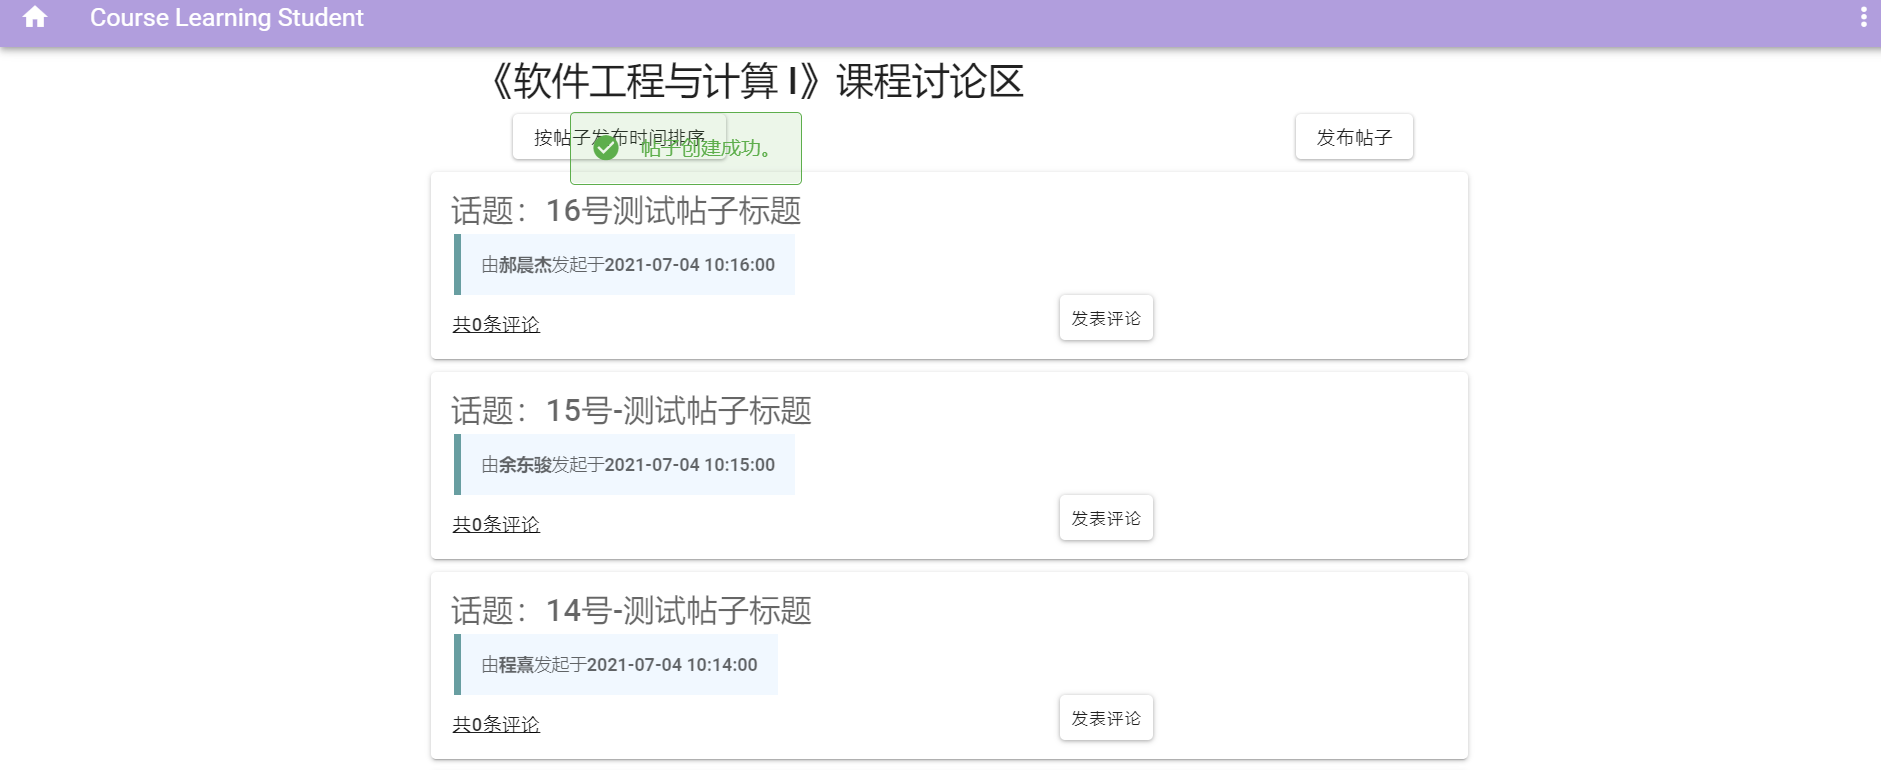 Course Learning Student
《软件工程与计算 I》课程讨论区
按帖子发布时间排序
帖子创建成功。
发布帖子
话题：16号测试帖子标题
由郝晨杰发起于2021-07-04 10:16:00
共0条评论
发表评论
话题：15号-测试帖子标题
由余东骏发起于2021-07-04 10:15:00
共0条评论
发表评论
话题：14号-测试帖子标题
由程熹发起于2021-07-04 10:14:00
共0条评论
发表评论